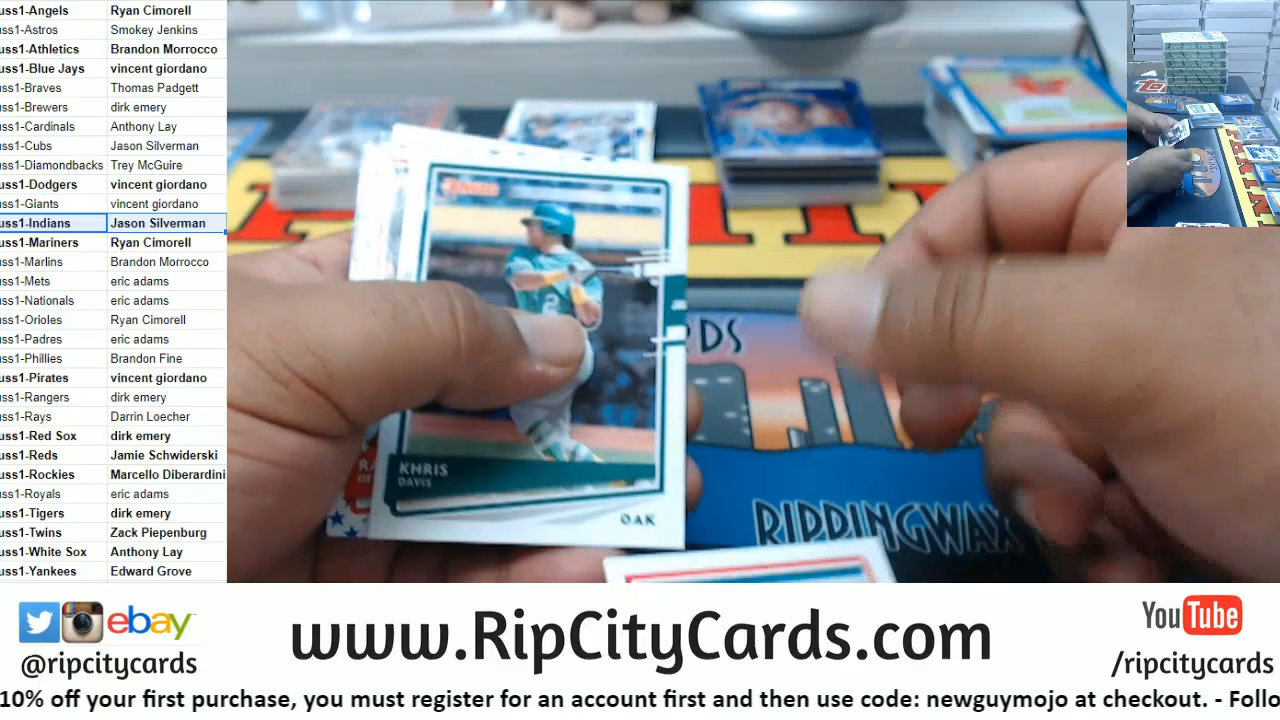 uss1-Angels Ryan Cimorell
uss1-Astros Smokey Jenkins
uss1-Athletics Brandon Morrocco
uss1-Blue Jays vincent giordano
uss1-Braves Thomas Padgett
uss1-Brewers dirk emery
uss1-Cardinals Anthony Lay
uss1-Cubs Jason Silverman
uss1-Diamondbacks Trey McGuire
uss1-Dodgers vincent giordano
uss1-Giants vincent giordano
uss1-Indians Jason Silverman
uss1-Mariners Ryan Cimorell
uss1-Marlins Brandon Morrocco
uss1-Mets eric adams
uss1-Nationals eric adams
uss1-Orioles Ryan Cimorell
uss1-Padres eric adams
uss1-Phillies Brandon Fine
uss1-Pirates vincent giordano
uss1-Rangers dirk emery
uss1-Rays Darrin Loecher
uss1-Red Sox dirk emery
uss1-Reds Jamie Schwiderski
uss1-Rockies Marcello Diberardini
uss1-Royals eric adams
uss1-Tigers dirk emery
uss1-Twins Zack Piepenburg
uss1-White Sox Anthony Lay
uss1-Yankees Edward Grove
Donruss
2
KHRIS
DAVIS
OAK
RDS
RIPPINGWAX
ebay
@ripcitycards
www.RipCityCards.com
YouTube
/ripcitycards
10% off your first purchase, you must register for an account first and then use code: newguymojo at checkout. - Follo